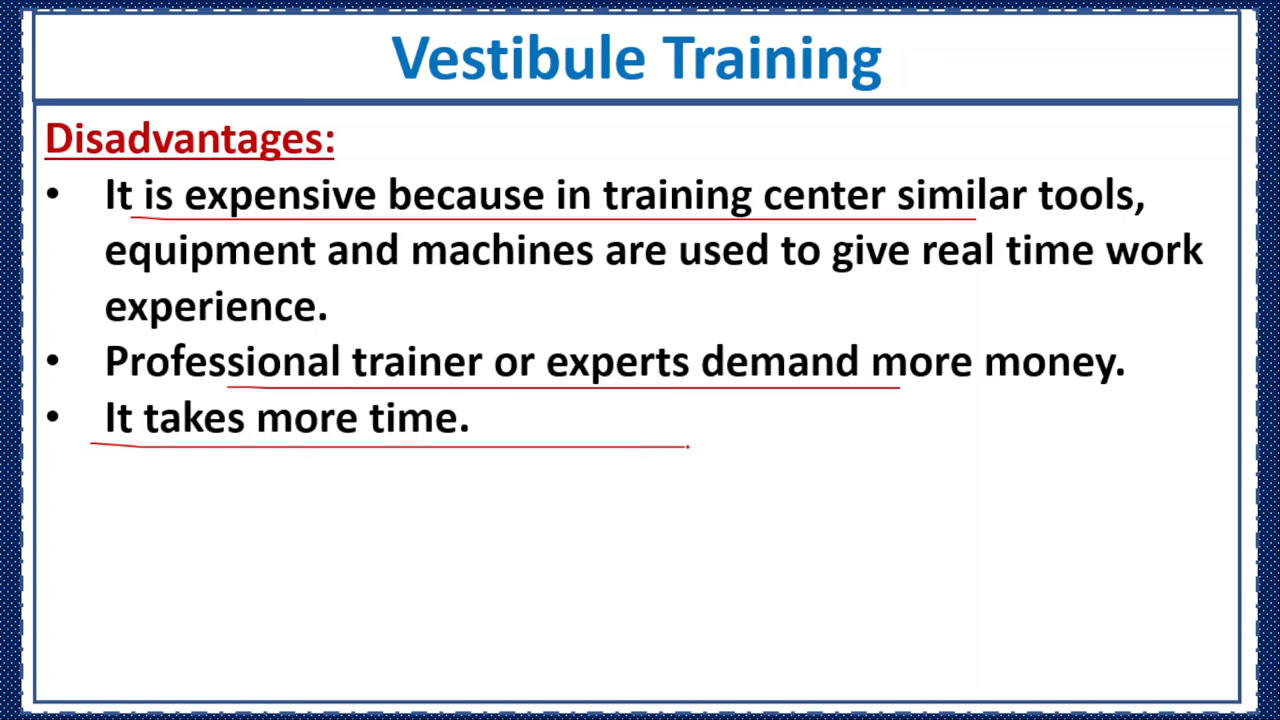 Vestibule Training
Disadvantages:
• It is expensive because in training center similar tools,
equipment and machines are used to give real time work
experience.
• Professional trainer or experts demand more money.
• It takes more time.